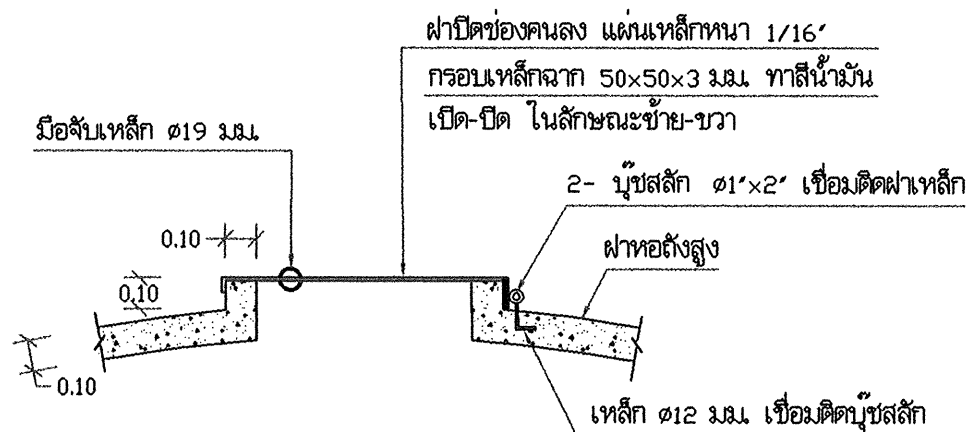 ฝาปิดช่องคนลง แผ่นเหล็กหนา 1/16"
กรอบเหล็กฉาก 50×50×3 มม. ทาสีน้ำมัน
เปิด-ปิด ในลักษณะซ้าย-ขวา
มือจับเหล็ก ø19 มม.
2- บุ๊ชสลัก ø1"×2" เชื่อมติดฝาเหล็ก
0.10
ฝาหอถังสูง
0.10
0.10
เหล็ก ø12 มม. เชื่อมติดบุ๊ชสลัก